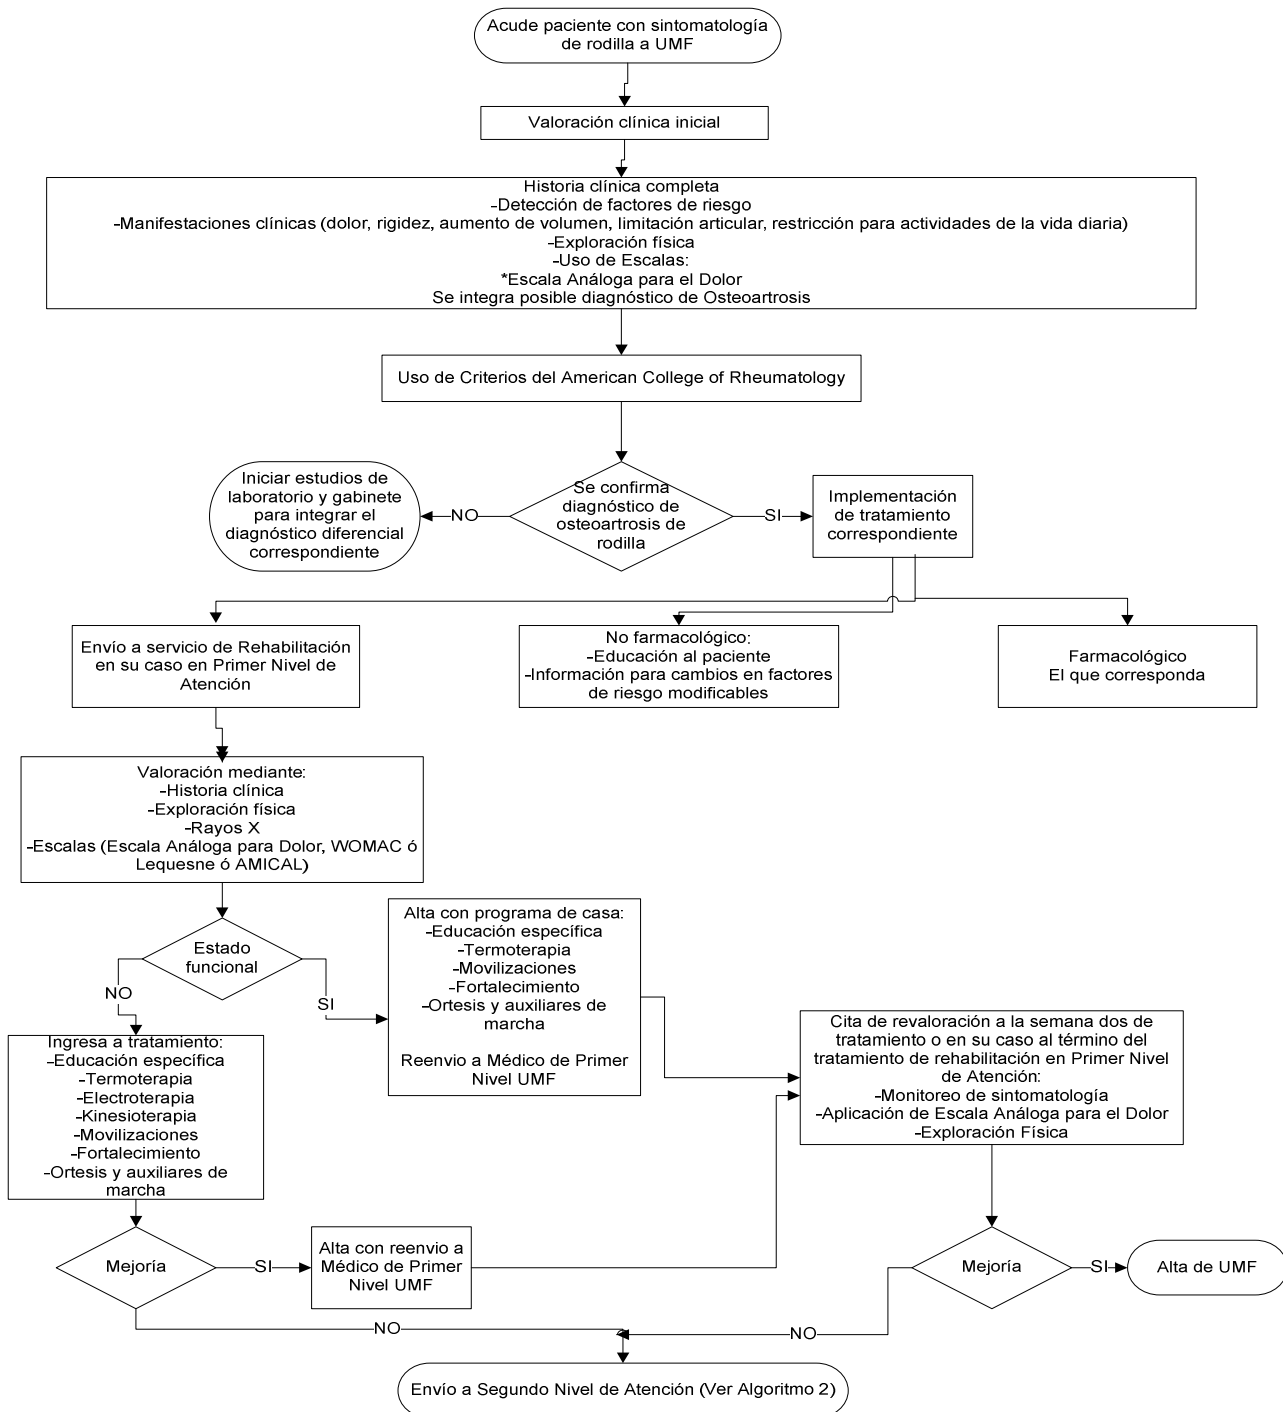 Acude paciente con sintomatología
de rodilla a UMF
Valoración clínica inicial
Historia clínica completa
-Detección de factores de riesgo
-Manifestaciones clínicas (dolor, rigidez, aumento de volumen, limitación articular, restricción para actividades de la vida diaria)
-Exploración física
-Uso de Escalas:
*Escala Análoga para el Dolor
Se integra posible diagnóstico de Osteoartrosis
Uso de Criterios del American College of Rheumatology
Iniciar estudios de
laboratorio y gabinete
para integrar el
diagnóstico diferencial
correspondiente
NO
Se confirma
diagnóstico de
osteoartrosis de
rodilla
SI
Implementación
de tratamiento
correspondiente
Envío a servicio de Rehabilitación
en su caso en Primer Nivel de
Atención
No farmacológico:
-Educación al paciente
-Información para cambios en factores
de riesgo modificables
Farmacológico
El que corresponda
Valoración mediante:
-Historia clínica
-Exploración física
-Rayos X
-Escalas (Escala Análoga para Dolor, WOMAC ó
Lequesne ó AMICAL)
Estado
funcional
NO
SI
Alta con programa de casa:
-Educación específica
-Termoterapia
-Movilizaciones
-Fortalecimiento
-Ortesis y auxiliares de
marcha
Reenvio a Médico de Primer
Nivel UMF
Ingresa a tratamiento:
-Educación específica
-Termoterapia
-Electroterapia
-Kinesioterapia
-Movilizaciones
-Fortalecimiento
-Ortesis y auxiliares de
marcha
Cita de revaloración a la semana dos de
tratamiento o en su caso al término del
tratamiento de rehabilitación en Primer Nivel
de Atención:
-Monitoreo de sintomatología
-Aplicación de Escala Análoga para el Dolor
-Exploración Física
Mejoría
SI
Alta con reenvio a
Médico de Primer
Nivel UMF
Mejoría
SI
Alta de UMF
NO
NO
Envío a Segundo Nivel de Atención (Ver Algoritmo 2)